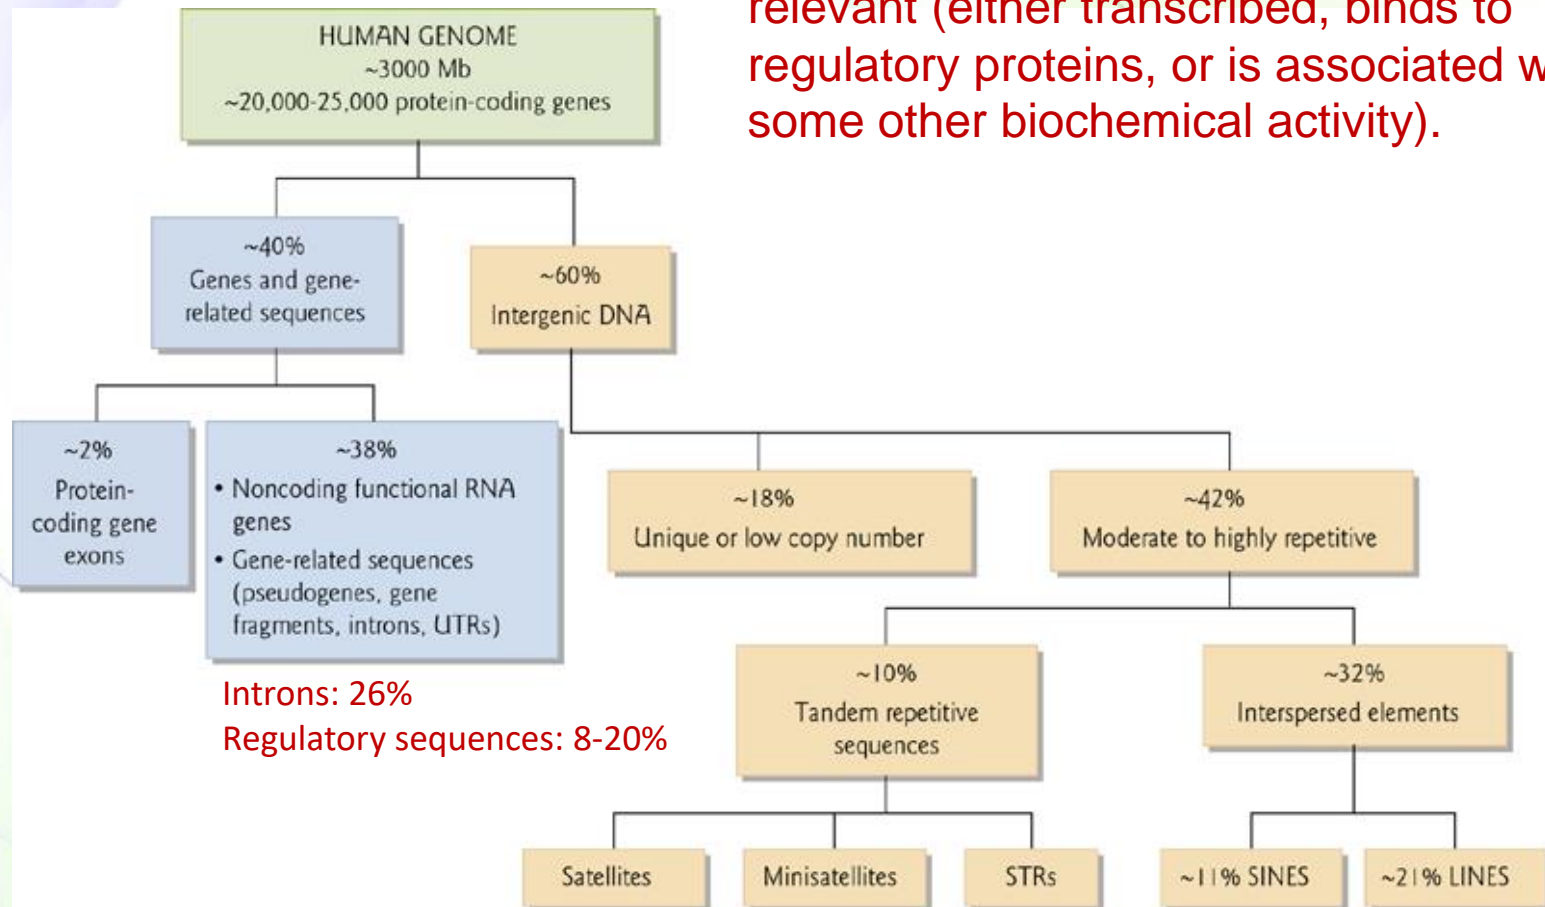 relevant (either transcribed, binds to
regulatory proteins, or is associated w
some other biochemical activity).
HUMAN GENOME
~3000 Mb
~20,000-25,000 protein-coding genes
~40%
Genes and gene-
related sequences
~60%
Intergenic DNA
~2%
Protein-
coding gene
exons
~38%
• Noncoding functional RNA
genes
• Gene-related sequences
(pseudogenes, gene
fragments, introns, UTRs)
~18%
Unique or low copy number
~42%
Moderate to highly repetitive
Introns: 26%
Regulatory sequences: 8-20%
~10%
Tandem repetitive
sequences
~32%
Interspersed elements
Satellites
Minisatellites
STRs
~11% SINES
~21% LINES